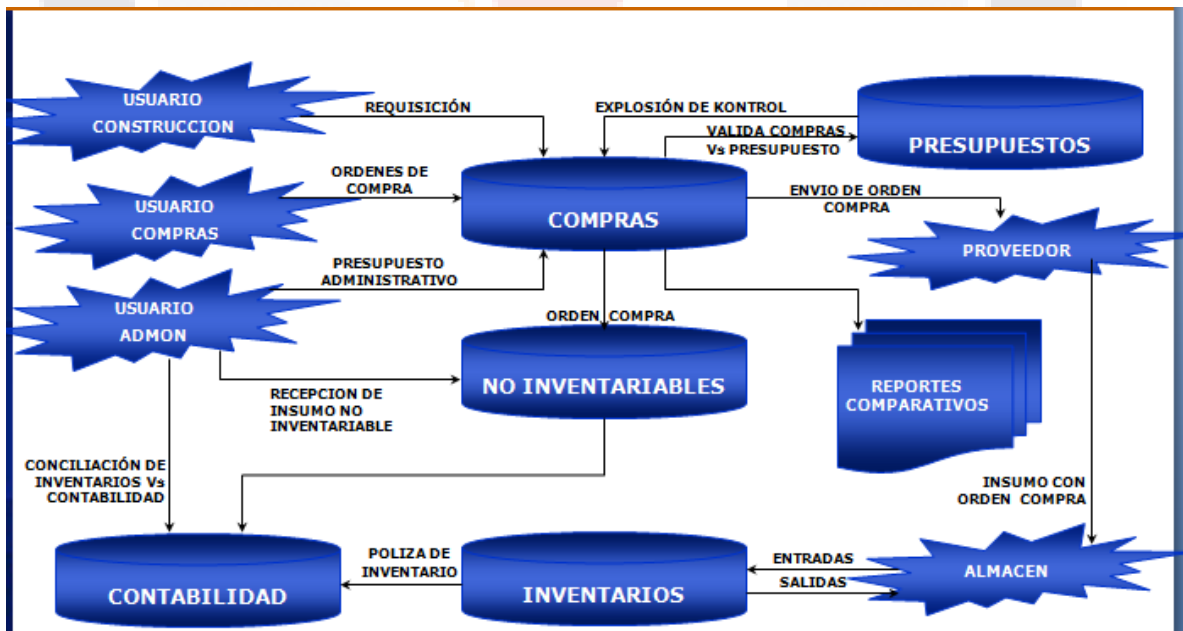 USUARIO
CONSTRUCCION
REQUISICIÓN
EXPLOSIÓN DE KONTROL
VALIDA COMPRAS
Vs PRESUPUESTO
PRESUPUESTOS
ORDENES DE
COMPRA
USUARIO
COMPRAS
COMPRAS
ENVIO DE ORDEN
COMPRA
PROVEEDOR
PRESUPUESTO
ADMINISTRATIVO
USUARIO
ADMON
ORDEN COMPRA
NO INVENTARIABLES
RECEPCION DE
INSUMO NO
INVENTARIABLE
REPORTES
COMPARATIVOS
CONCILIACIÓN DE
INVENTARIOS Vs
CONTABILIDAD
INSUMO CON
ORDEN COMPRA
CONTABILIDAD
POLIZA DE
INVENTARIO
INVENTARIOS
ENTRADAS
SALIDAS
ALMACEN